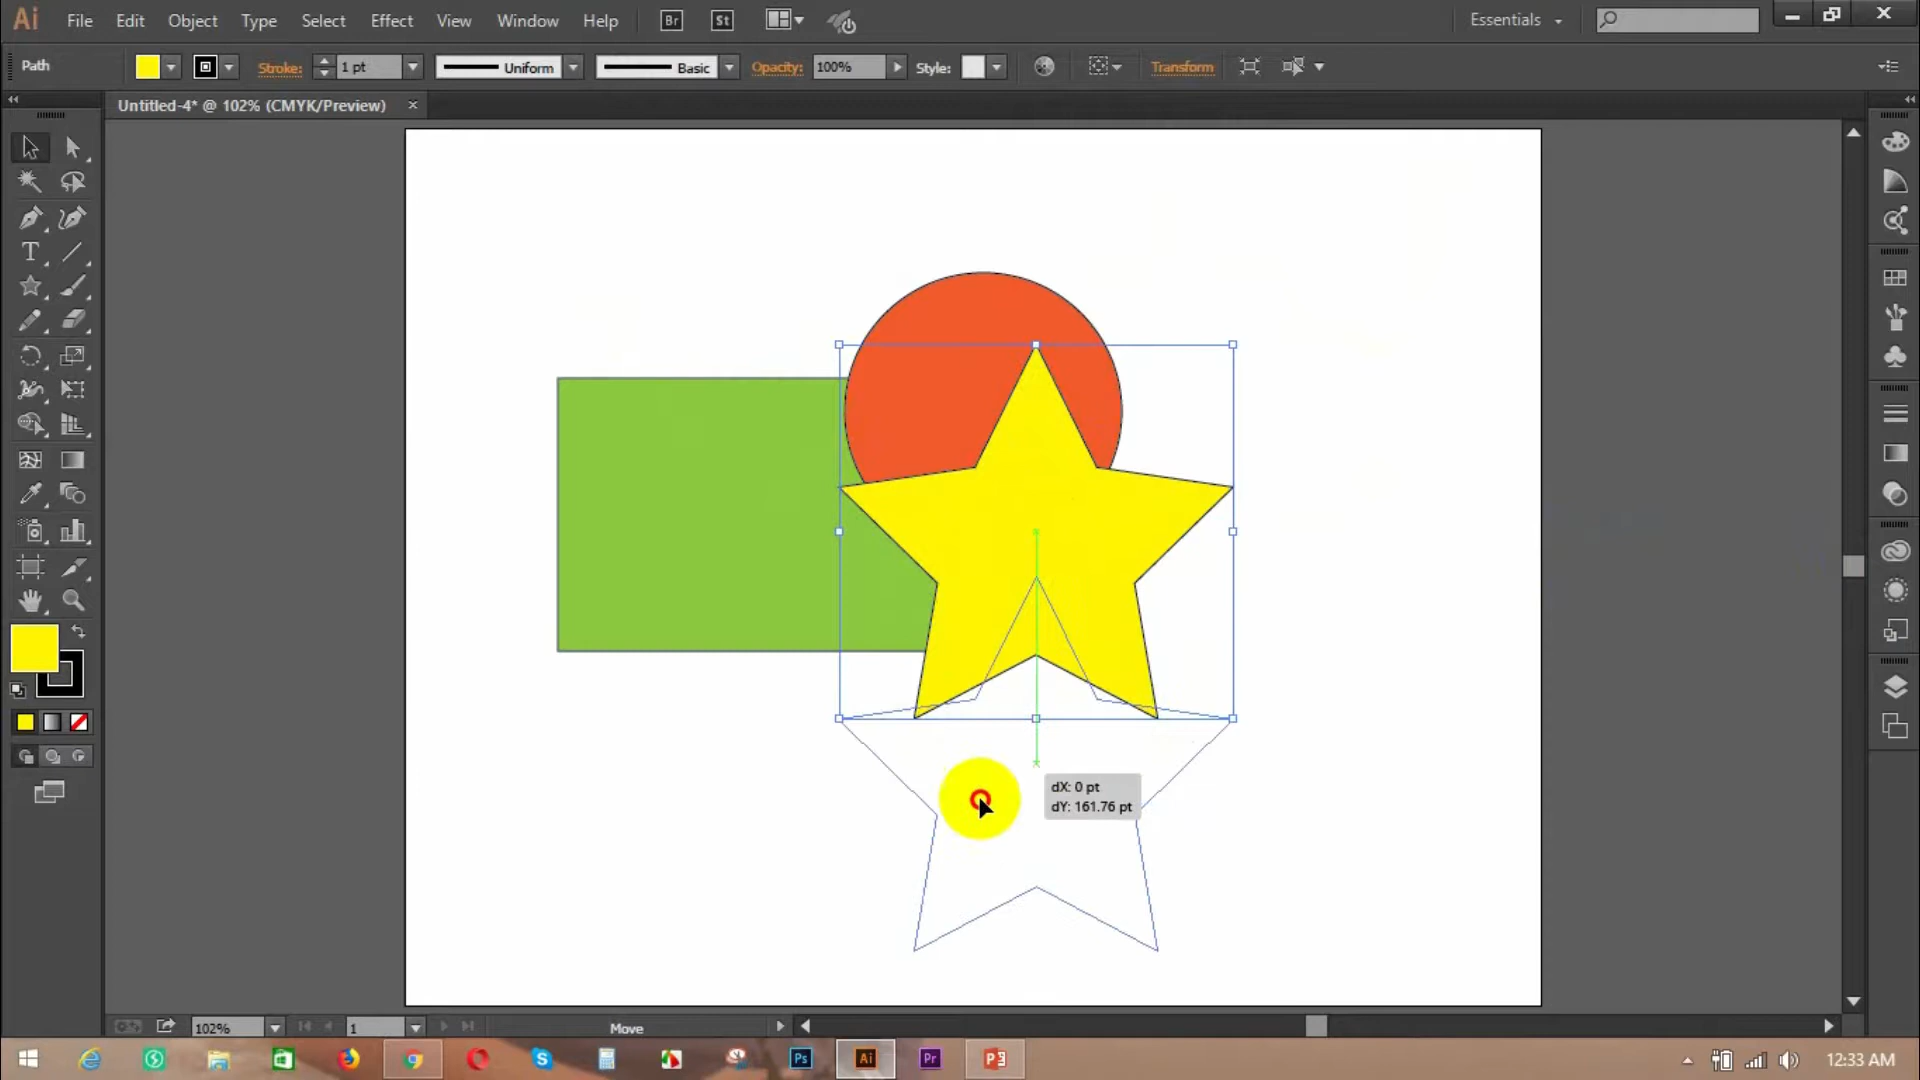 Ai File Edit Object Type Select Effect View Window Help Br St Essentials
Path Stroke: 1 pt Uniform Basic Opacity: 100% Style: Transform
Untitled-4* @ 102% (CMYK/Preview) ×
T
dX: 0 pt
dY: 161.76 pt
102% 1 Move
Ps Ai Pr 12:33 AM